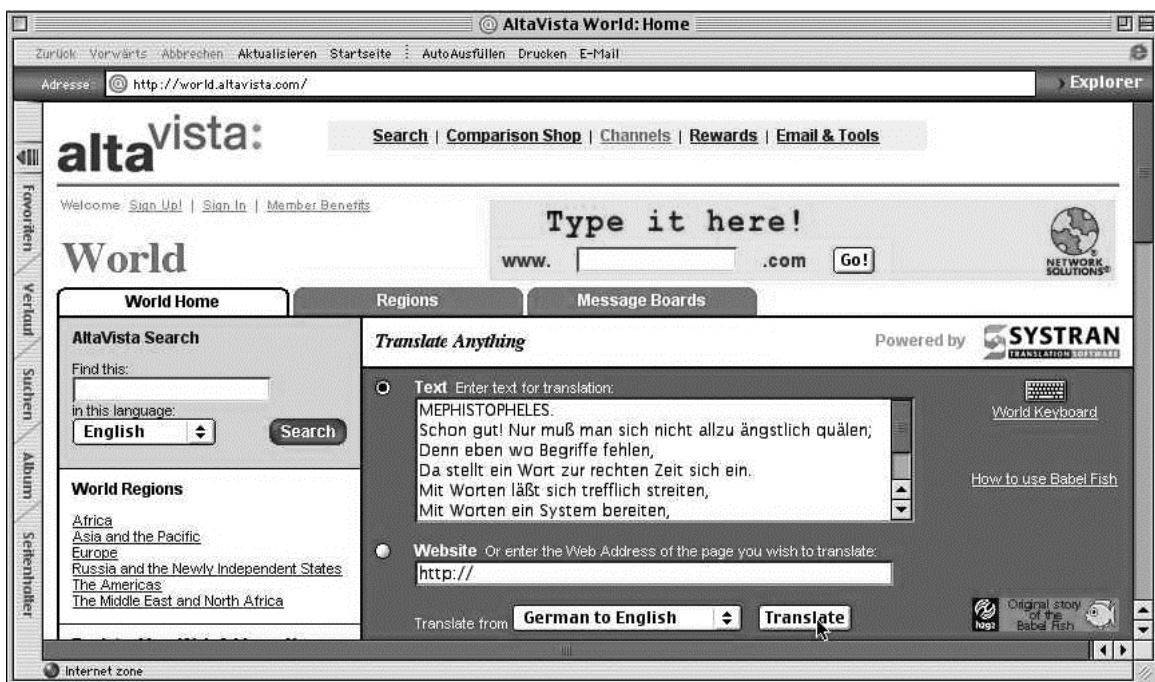 AltaVista World: Home
Zurück Vorwärts Abbrechen Aktualisieren Startseite AutoAusfüllen Drucken E-Mail
Adresse: http://world.altavista.com/ Explorer
altavista:
Search | Comparison Shop | Channels | Rewards | Email & Tools
Welcome Sign Up! | Sign In | Member Benefits
Type it here!
www. .com Go!
NETWORK SOLUTIONS®
World
World Home Regions Message Boards
Favoriten
Verlauf
Suchen
Album
Seitenhalter
AltaVista Search
Find this:
in this language:
English Search
World Regions
Africa
Asia and the Pacific
Europe
Russia and the Newly Independent States
The Americas
The Middle East and North Africa
Translate Anything Powered by SYSTRAN
TRANSLATION SOFTWARE
Text Enter text for translation:
MEPHISTOPHELES.
Schon gut! Nur muß man sich nicht allzu ängstlich quälen;
Denn eben wo Begriffe fehlen,
Da stellt ein Wort zur rechten Zeit sich ein.
Mit Worten läßt sich trefflich streiten,
Mit Worten ein System bereiten,
World Keyboard
How to use Babel Fish
Website Or enter the Web Address of the page you wish to translate:
http://
Translate from German to English Translate
h2g2
Original story
of the
Babel Fish
Internet zone